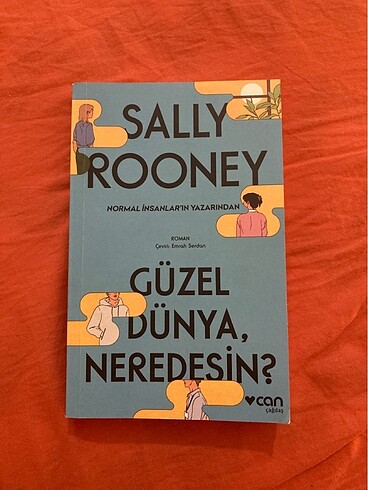 SALLY
ROONEY
NORMAL İNSANLAR'IN YAZARINDAN
ROMAN
Çeviri: Emrah Serdan
GÜZEL
DÜNYA,
NEREDESİN?
can
çağdaş